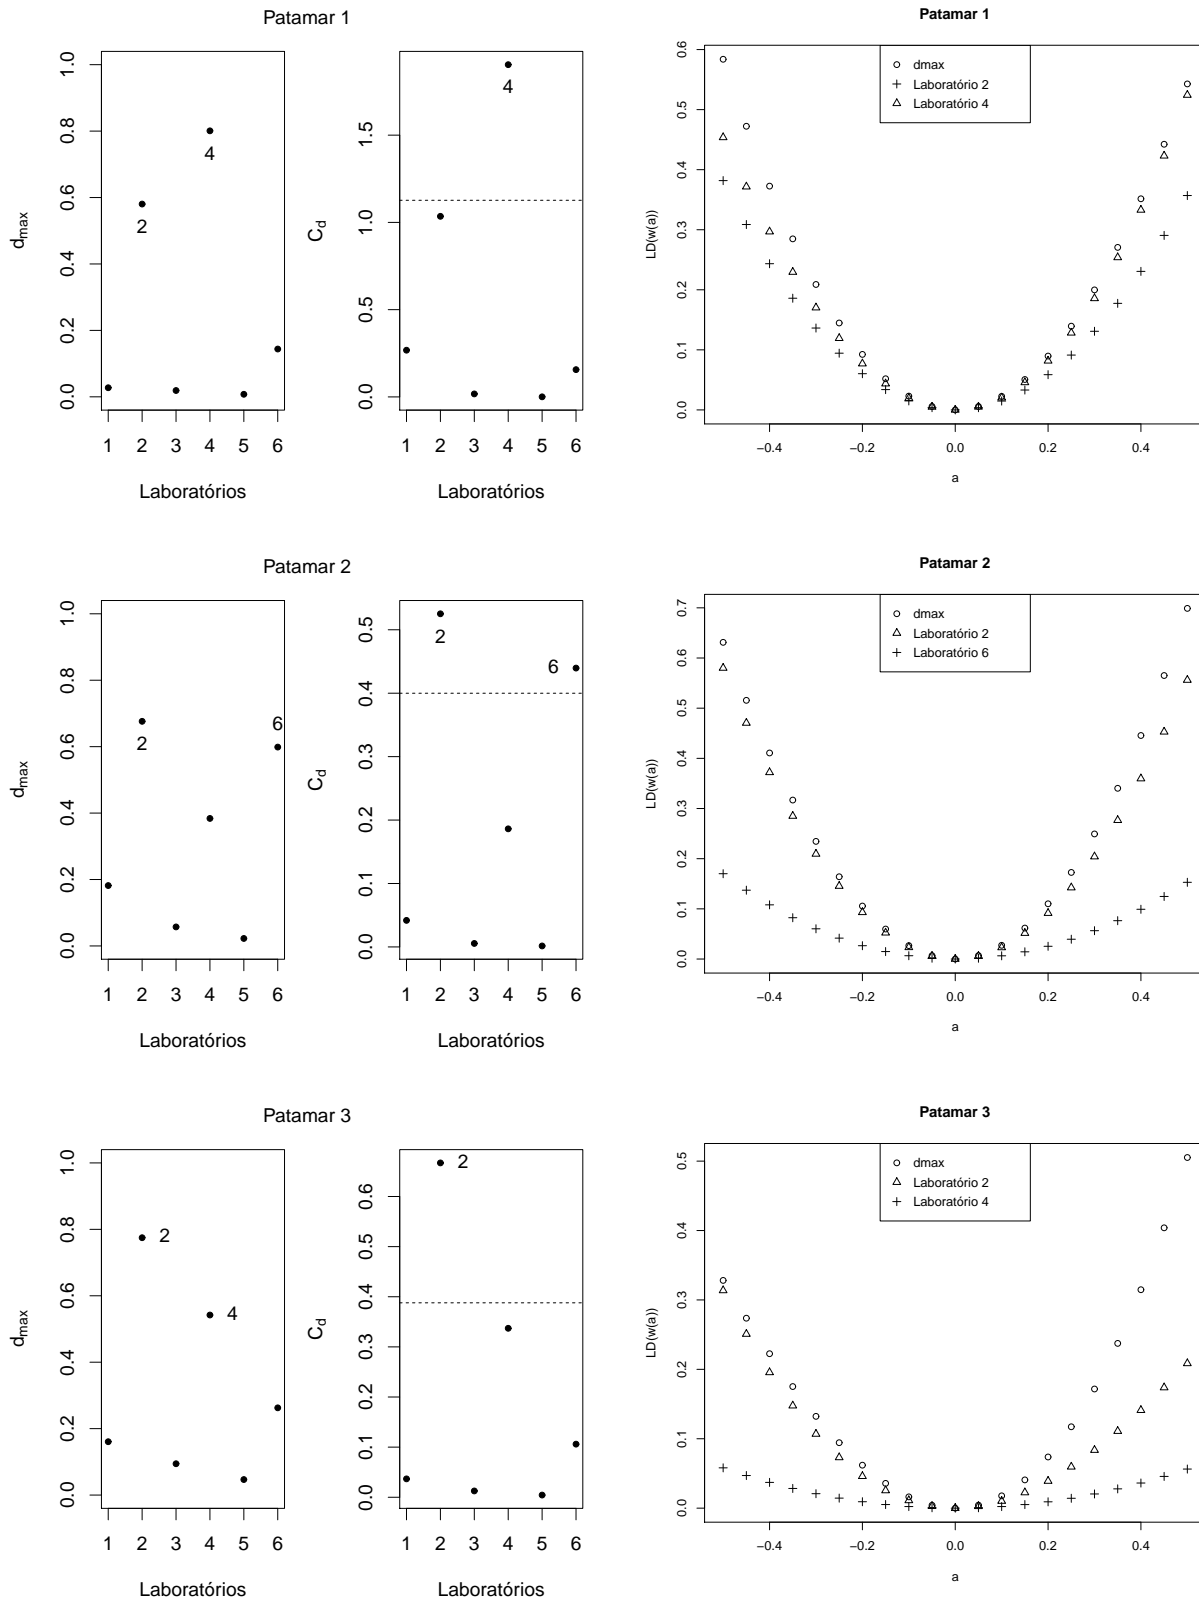 Patamar 1
d_max
0.0 0.2 0.4 0.6 0.8 1.0
2
4
1 2 3 4 5 6
C_d
0.0 0.5 1.0 1.5
4
1 2 3 4 5 6
Laboratórios
Laboratórios
Patamar 1
dmax
Laboratório 2
Laboratório 4
LD(w(a))
0.0 0.1 0.2 0.3 0.4 0.5 0.6
−0.4 −0.2 0.0 0.2 0.4
a
Patamar 2
d_max
0.0 0.2 0.4 0.6 0.8 1.0
2
6
1 2 3 4 5 6
C_d
0.0 0.1 0.2 0.3 0.4 0.5
2
6
1 2 3 4 5 6
Laboratórios
Laboratórios
Patamar 2
dmax
Laboratório 2
Laboratório 6
LD(w(a))
0.0 0.1 0.2 0.3 0.4 0.5 0.6 0.7
−0.4 −0.2 0.0 0.2 0.4
a
Patamar 3
d_max
0.0 0.2 0.4 0.6 0.8 1.0
2
4
1 2 3 4 5 6
C_d
0.0 0.1 0.2 0.3 0.4 0.5 0.6
2
1 2 3 4 5 6
Laboratórios
Laboratórios
Patamar 3
dmax
Laboratório 2
Laboratório 4
LD(w(a))
0.0 0.1 0.2 0.3 0.4 0.5
−0.4 −0.2 0.0 0.2 0.4
a